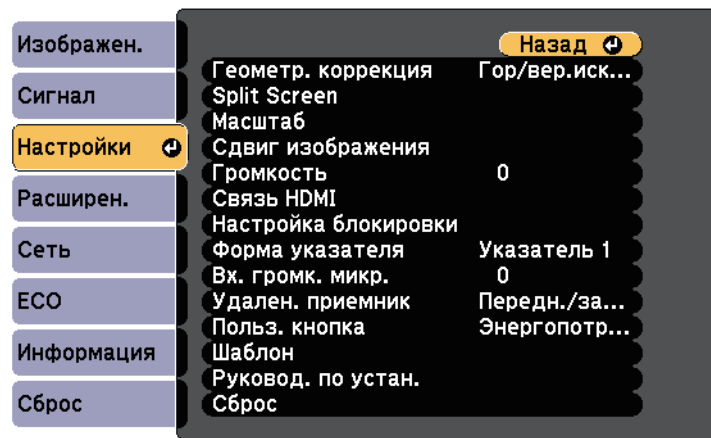 Изображен.
Сигнал
Настройки
Расширен.
Сеть
ECO
Информация
Сброс
Назад
Геометр. коррекция Гор/вер.иск...
Split Screen
Масштаб
Сдвиг изображения
Громкость 0
Связь HDMI
Настройка блокировки
Форма указателя Указатель 1
Вх. громк. микр. 0
Удален. приемник Передн./за...
Польз. кнопка Энергопотр...
Шаблон
Руковод. по устан.
Сброс